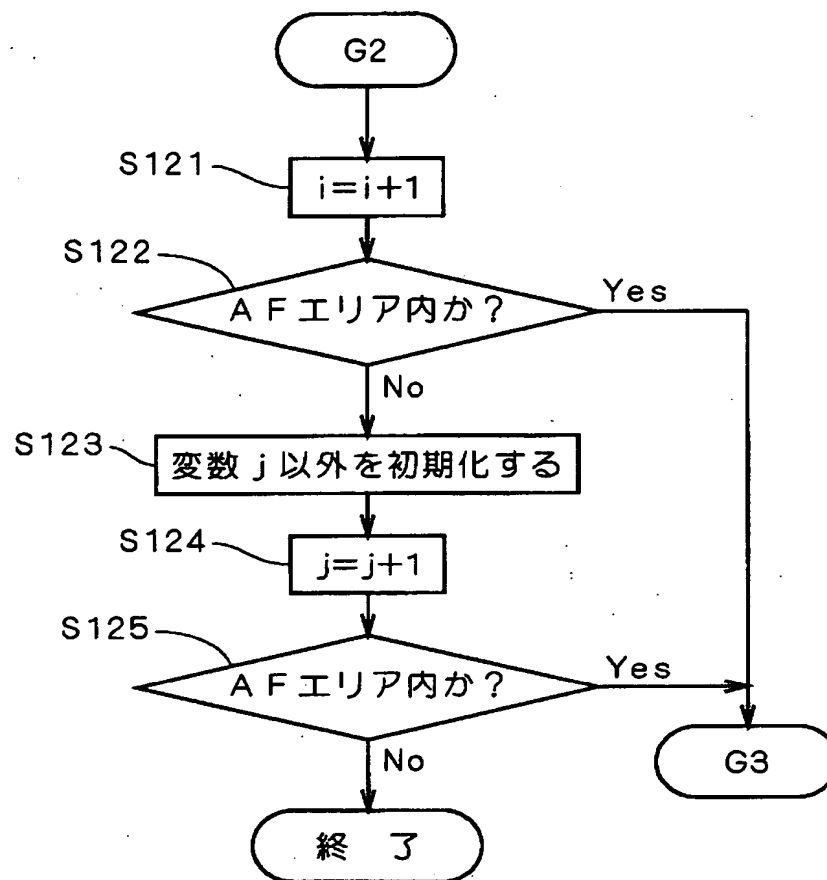 G2
S121
i=i+1
S122
AFエリア内か？
Yes
No
S123
変数j以外を初期化する
S124
j=j+1
S125
AFエリア内か？
Yes
No
G3
終 了